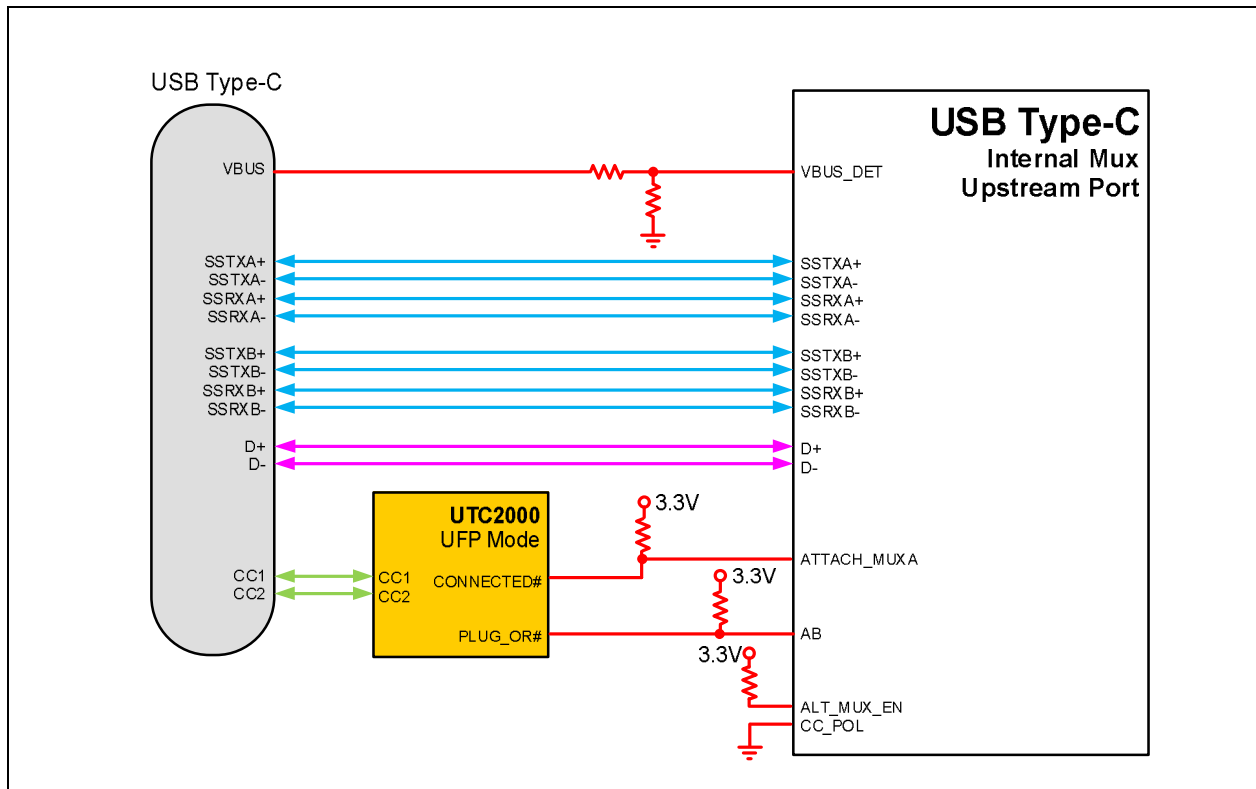 USB Type-C
VBUS
SSTXA+
SSTXA-
SSRXA+
SSRXA-
SSTXB+
SSTXB-
SSRXB+
SSRXB-
D+
D-
CC1
CC2
UTC2000
UFP Mode
CC1
CC2
CONNECTED#
PLUG_OR#
3.3V
3.3V
3.3V
USB Type-C
Internal Mux
Upstream Port
VBUS_DET
SSTXA+
SSTXA-
SSRXA+
SSRXA-
SSTXB+
SSTXB-
SSRXB+
SSRXB-
D+
D-
ATTACH_MUXA
AB
ALT_MUX_EN
CC_POL